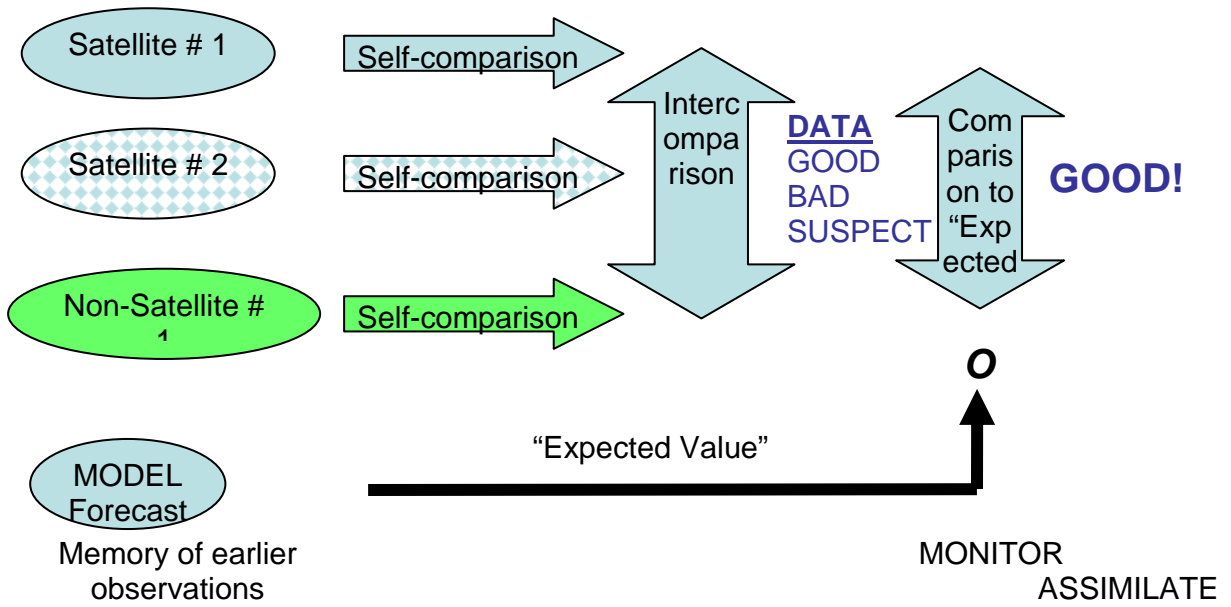 Satellite # 1
Self-comparison
Satellite # 2
Self-comparison
Non-Satellite #
1
Self-comparison
Interc
ompa
rison
DATA
GOOD
BAD
SUSPECT
Com
paris
on to
“Exp
ected
GOOD!
O
“Expected Value”
MODEL
Forecast
Memory of earlier
observations
MONITOR
ASSIMILATE